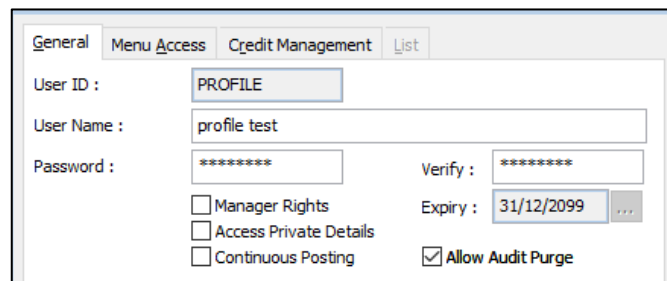 General Menu Access Credit Management List
User ID : PROFILE
User Name : profile test
Password : ******** Verify : ********
Manager Rights Expiry : 31/12/2099 ...
Access Private Details
Continuous Posting Allow Audit Purge